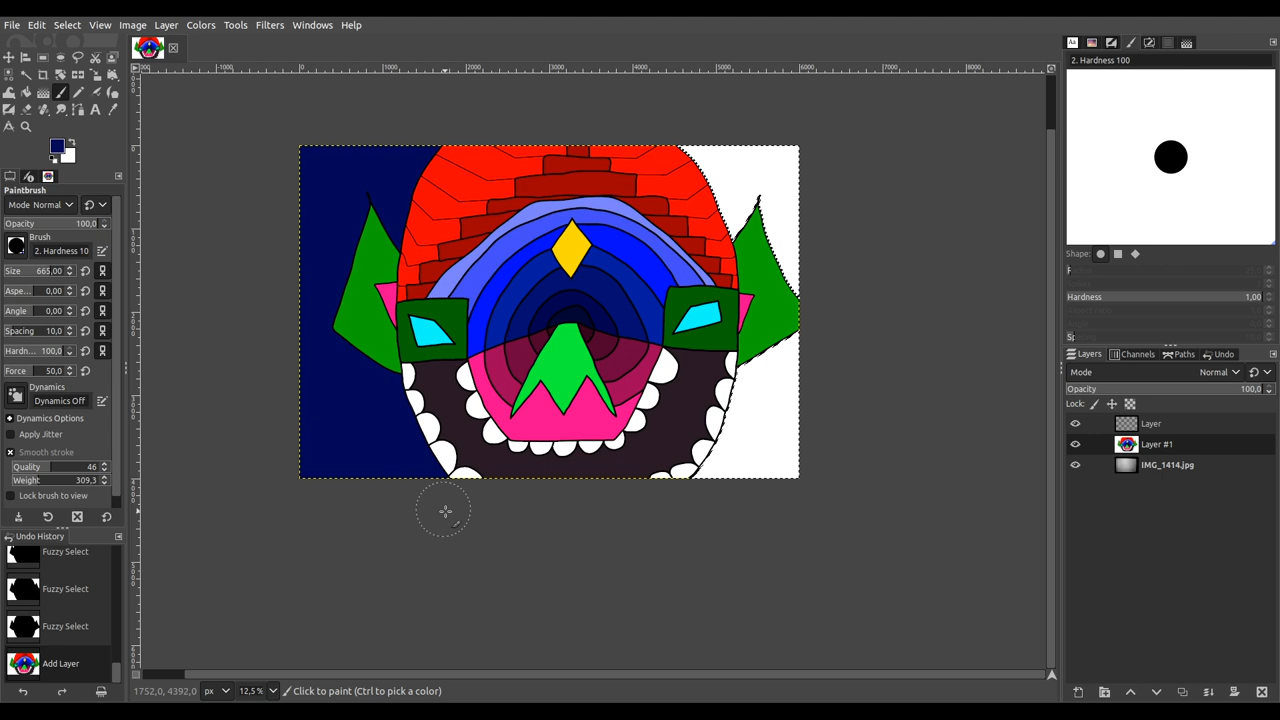 File Edit Select View Image Layer Colors Tools Filters Windows Help
2. Hardness 100
Paintbrush
Mode Normal
Opacity 100,0
Brush
2. Hardness 10
Size 665,00
Aspe... 0,00
Angle 0,00
Spacing 10,0
Hardn... 100,0
Force 50,0
Dynamics
Dynamics Off
Dynamics Options
Apply Jitter
Smooth stroke
Quality 46
Weight 309,3
Lock brush to view
Undo History
Fuzzy Select
Fuzzy Select
Fuzzy Select
Add Layer
1752,0, 4392,0 px 12,5% Click to paint (Ctrl to pick a color)
Shape:
Hardness 1,00
Layers Channels Paths Undo
Mode Normal
Opacity 100,0
Lock:
Layer
Layer #1
IMG_1414.jpg